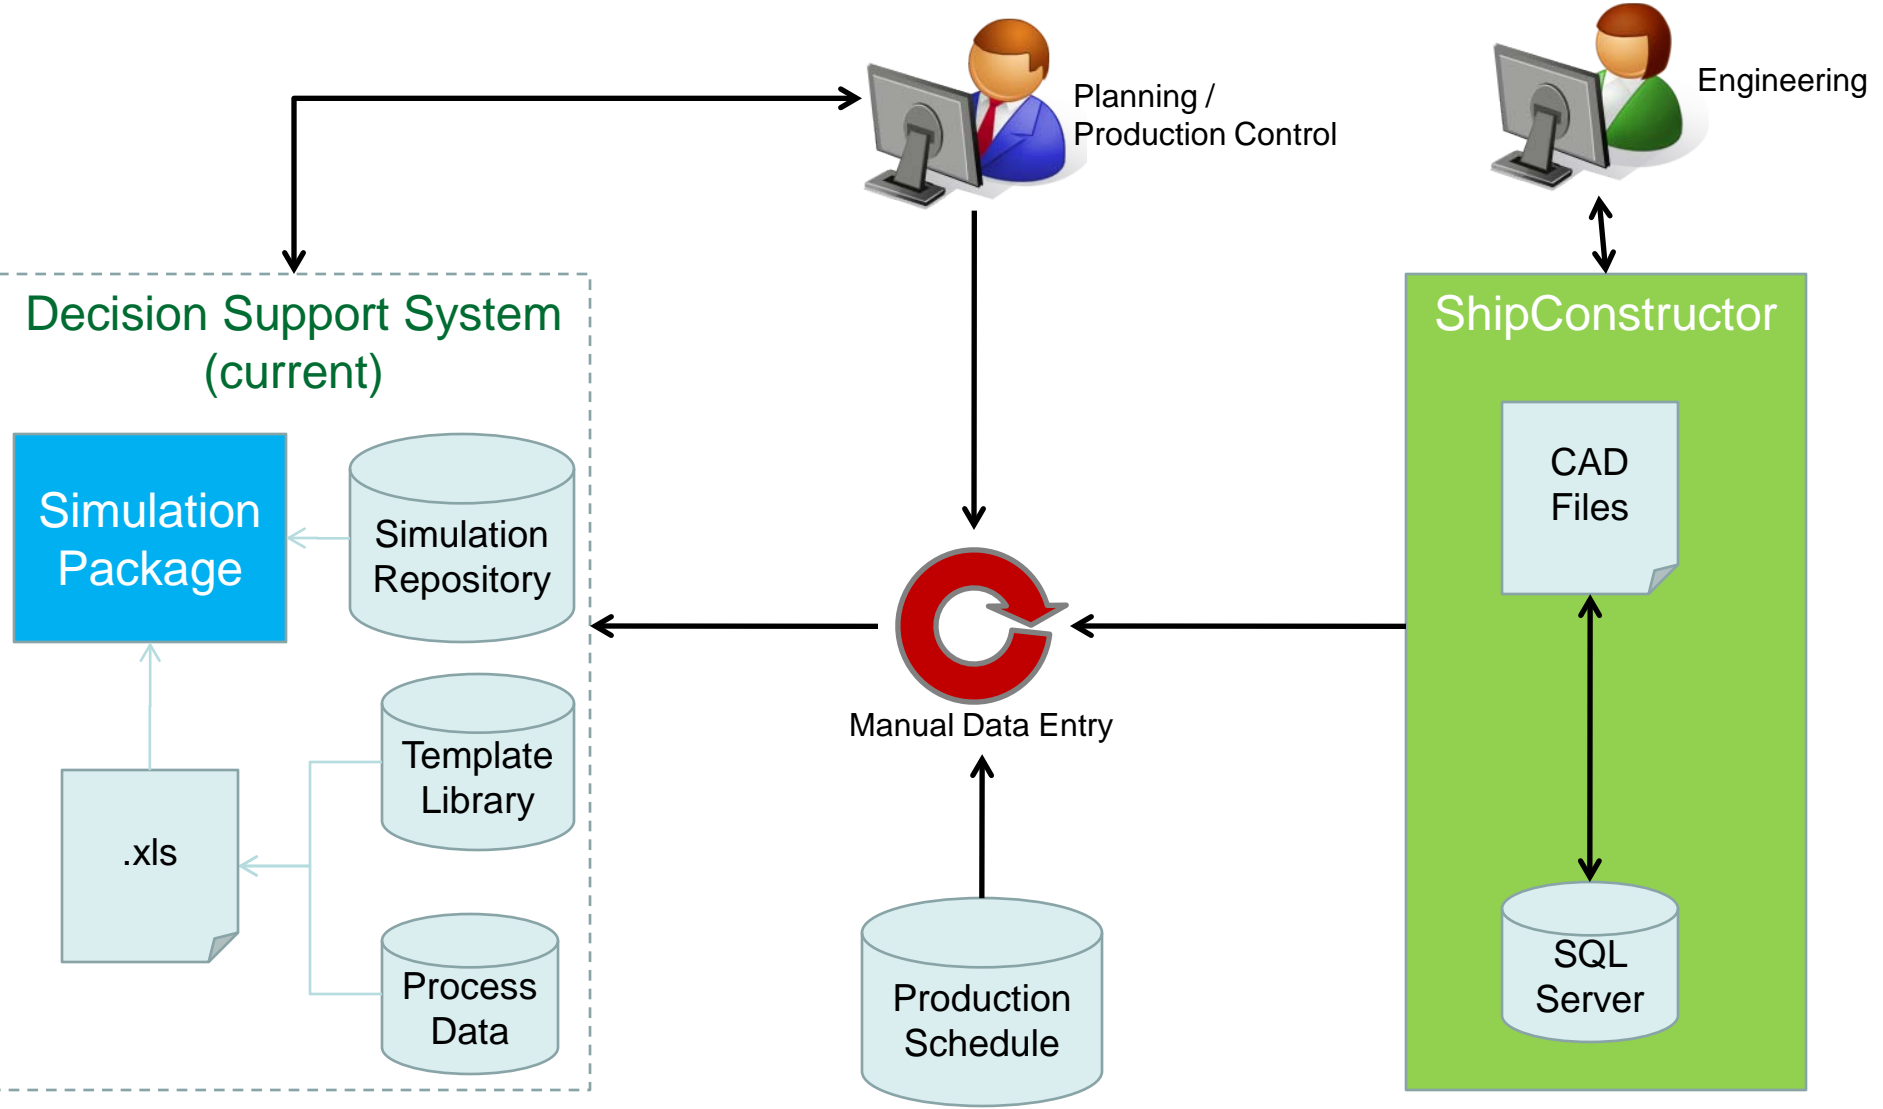 Planning /
Production Control
Engineering
Decision Support System
(current)
ShipConstructor
Simulation
Package
Simulation
Repository
CAD
Files
Manual Data Entry
Template
Library
.xls
Process
Data
Production
Schedule
SQL
Server